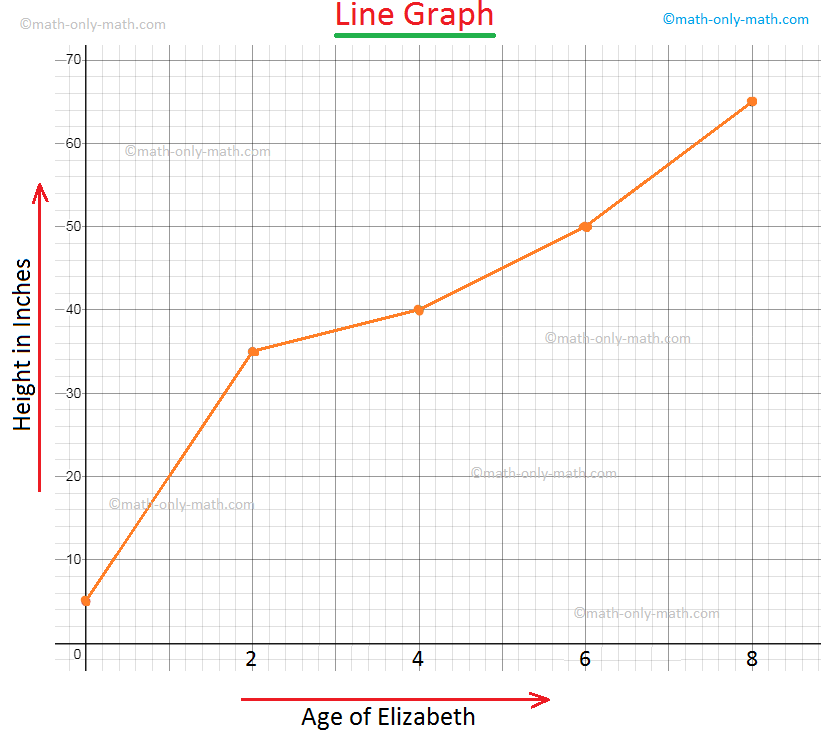 Line Graph
©math-only-math.com
©math-only-math.com
70
©math-only-math.com
60
50
40
©math-only-math.com
30
©math-only-math.com
20
©math-only-math.com
10
©math-only-math.com
0
2 4 6 8
Height in Inches
Age of Elizabeth